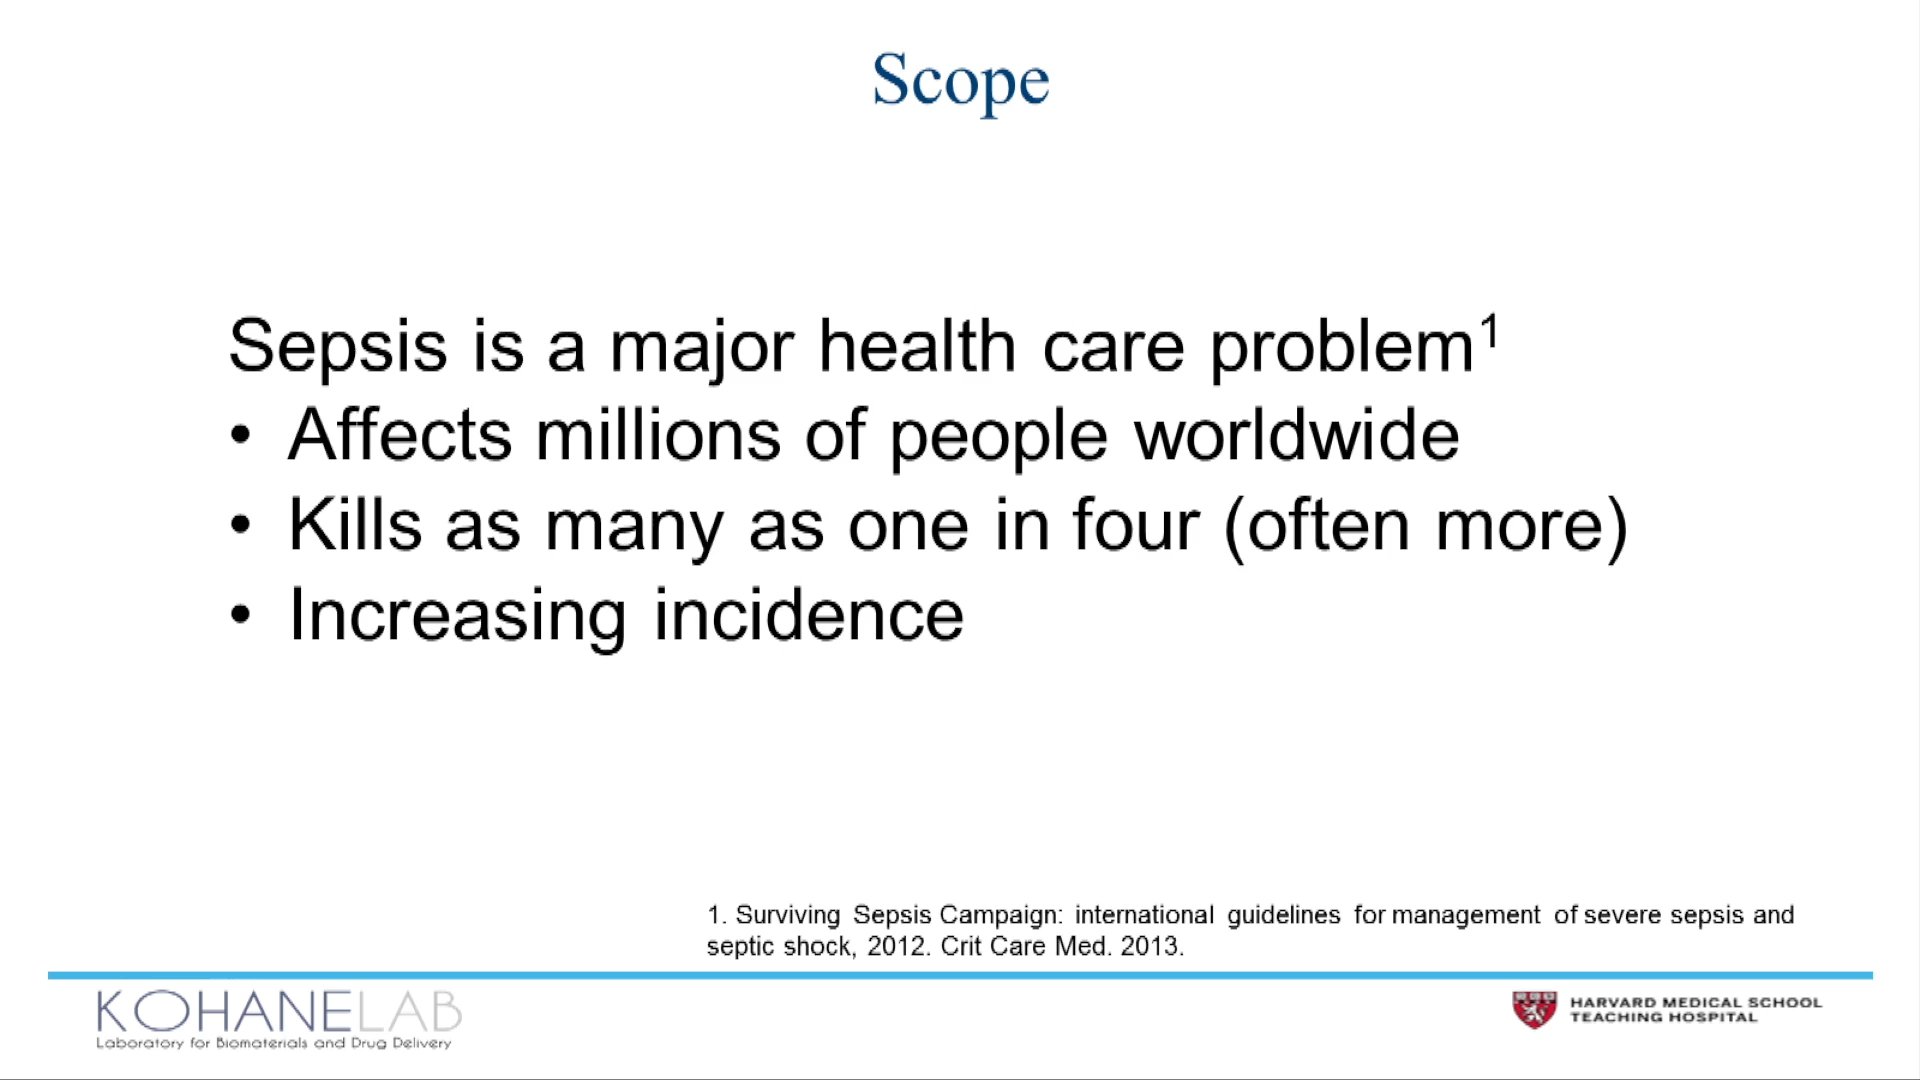 Scope
Sepsis is a major health care problem¹
• Affects millions of people worldwide
• Kills as many as one in four (often more)
• Increasing incidence
1. Surviving Sepsis Campaign: international guidelines for management of severe sepsis and
septic shock, 2012. Crit Care Med. 2013.
KOHANELAB
Laboratory for Biomaterials and Drug Delivery
HARVARD MEDICAL SCHOOL
TEACHING HOSPITAL